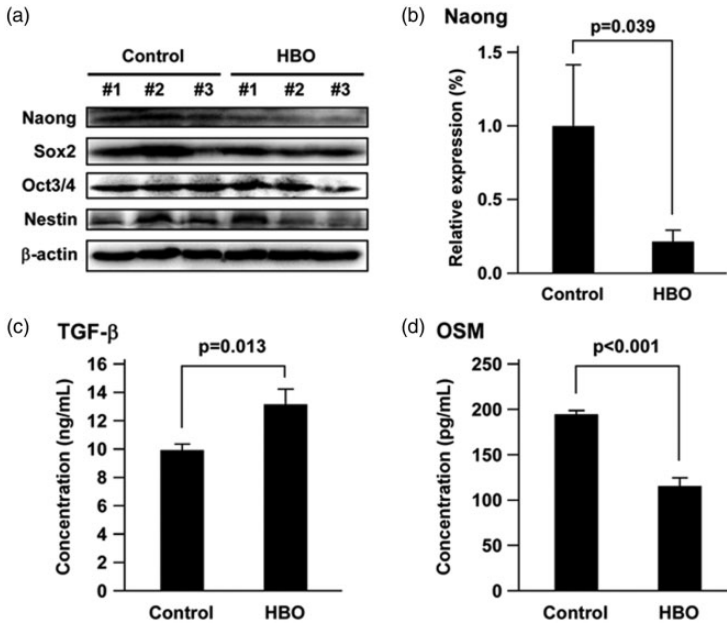 (a)
Control HBO
#1 #2 #3 #1 #2 #3
Naong
Sox2
Oct3/4
Nestin
β-actin
(b) Naong
p=0.039
Relative expression (%)
1.5
1.0
0.5
0.0
Control HBO
(c) TGF-β
p=0.013
Concentration (ng/mL)
16
14
12
10
8
6
4
2
0
Control HBO
(d) OSM
p<0.001
Concentration (pg/mL)
250
200
150
100
50
0
Control HBO